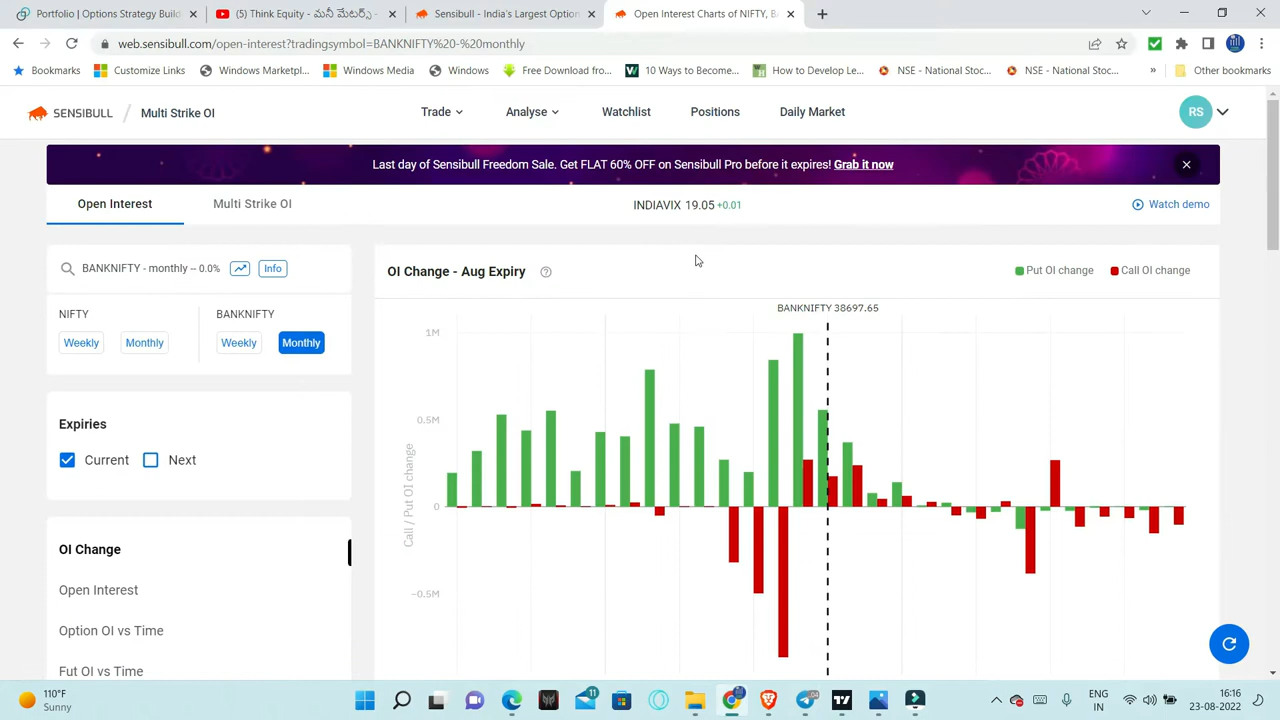 Portfolio | Options Strategy Build
(5) Think Equity - మనీ మేటర్స్ -
Sensibull - India's Largest Option
Open Interest Charts of NIFTY, B
web.sensibull.com/open-interest?tradingsymbol=BANKNIFTY%20-%20monthly
Bookmarks
Customize Links
Windows Marketpl...
Windows Media
Windows
Free Download fro...
10 Ways to Become...
How to Develop Le...
NSE - National Stoc...
NSE - National Stoc...
»
Other bookmarks
SENSIBULL / Multi Strike OI
Trade
Analyse
Watchlist
Positions
Daily Market
RS
Last day of Sensibull Freedom Sale. Get FLAT 60% OFF on Sensibull Pro before it expires! Grab it now
Open Interest
Multi Strike OI
INDIAVIX 19.05 +0.01
Watch demo
BANKNIFTY - monthly -- 0.0%
Info
OI Change - Aug Expiry
Put OI change
Call OI change
NIFTY
BANKNIFTY
Weekly
Monthly
Weekly
Monthly
BANKNIFTY 38697.65
1M
0.5M
0
−0.5M
Call / Put OI change
Expiries
Current
Next
OI Change
Open Interest
Option OI vs Time
Fut OI vs Time
110°F
Sunny
11
ENG
IN
16:16
23-08-2022